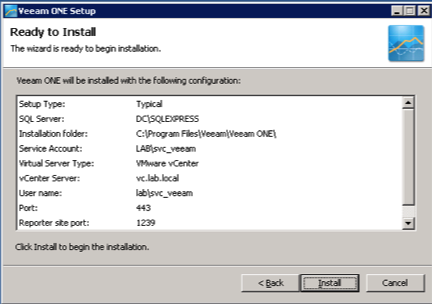 Veeam ONE Setup
Ready to Install
The wizard is ready to begin installation.
Veeam ONE will be installed with the following configuration:
Setup Type: Typical
SQL Server: DC\SQLEXPRESS
Installation folder: C:\Program Files\Veeam\Veeam ONE\
Service Account: LAB\svc_veeam
Virtual Server Type: VMware vCenter
vCenter Server: vc.lab.local
User name: lab\svc_veeam
Port: 443
Reporter site port: 1239
Click Install to begin the installation.
< Back Install Cancel